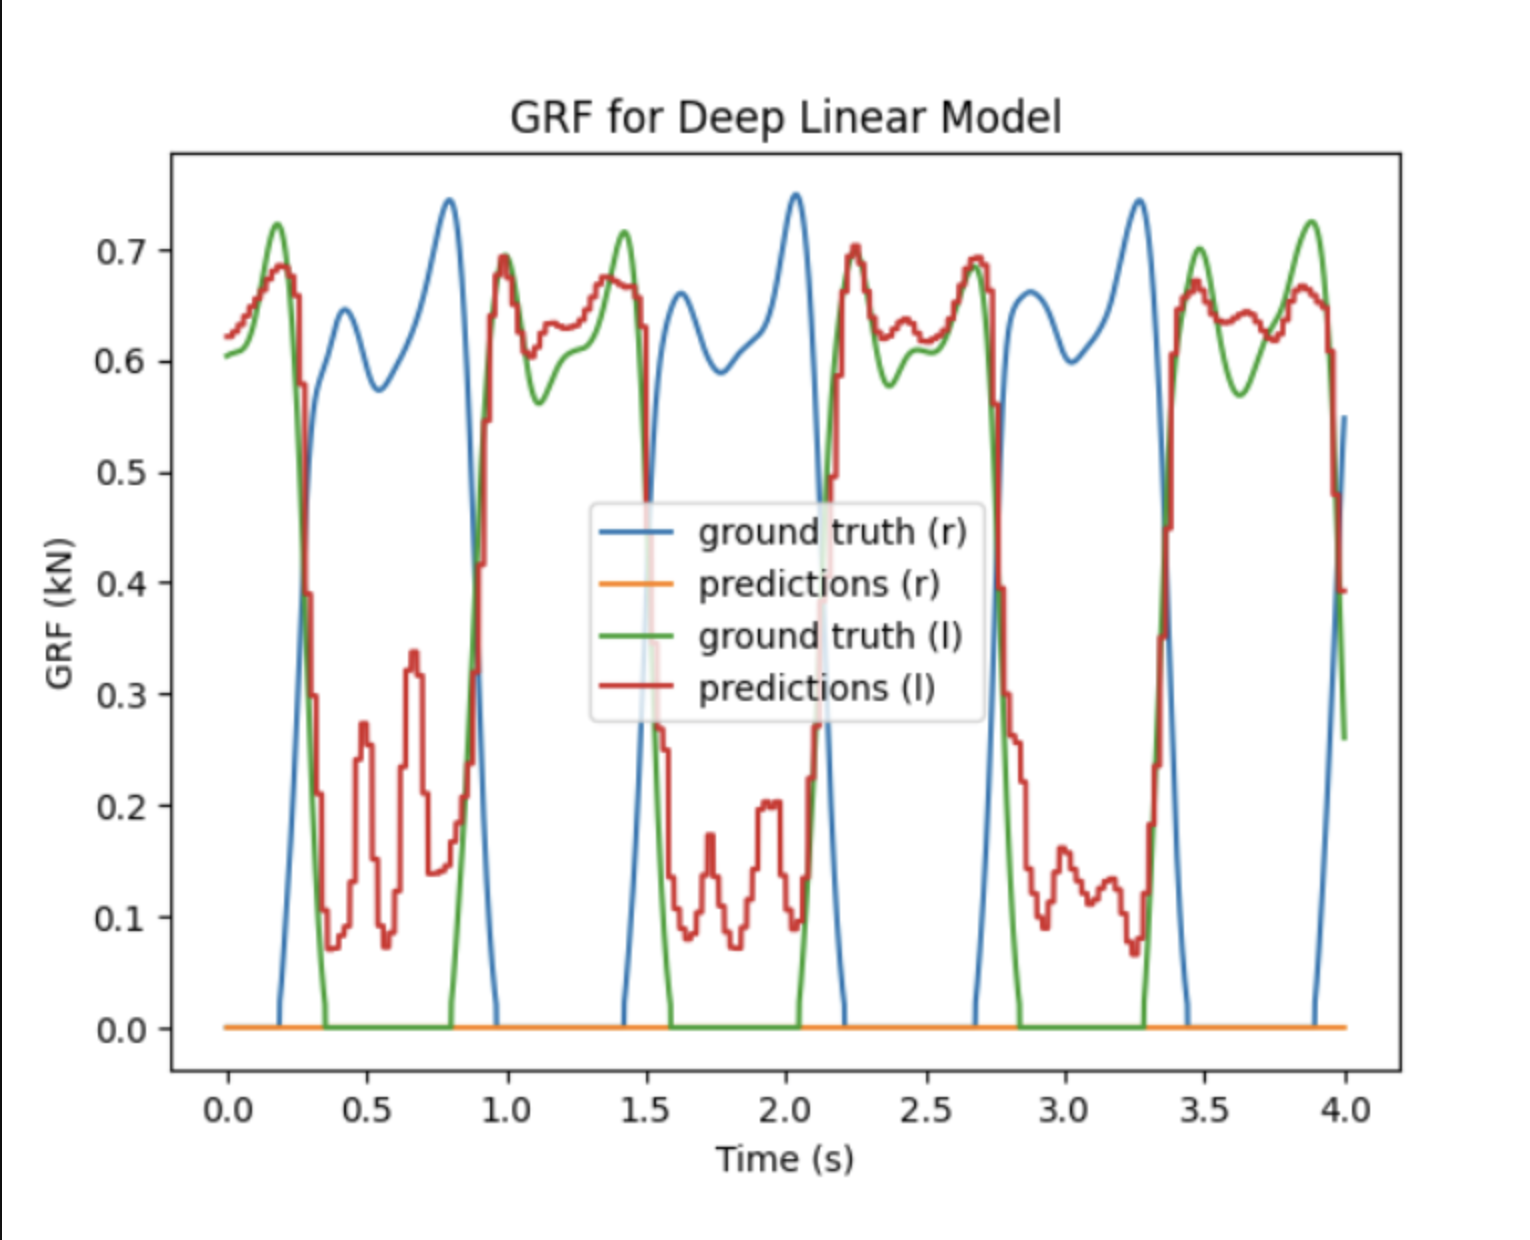 GRF for Deep Linear Model
GRF (kN)
0.7
0.6
0.5
0.4
0.3
0.2
0.1
0.0
ground truth (r)
predictions (r)
ground truth (l)
predictions (l)
0.0 0.5 1.0 1.5 2.0 2.5 3.0 3.5 4.0
Time (s)